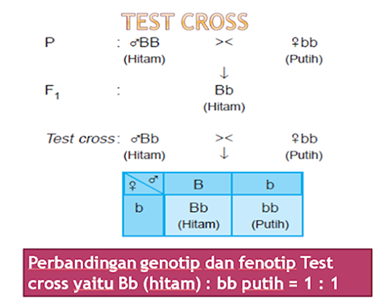 TEST CROSS
P : ♂BB >< ♀bb
(Hitam) (Putih)
↓
F₁ : Bb
(Hitam)
Test cross: ♂Bb >< ♀bb
(Hitam) ↓ (Putih)
♀ ♂ B b
b Bb bb
(Hitam) (Putih)
Perbandingan genotip dan fenotip Test
cross yaitu Bb (hitam) : bb putih = 1 : 1